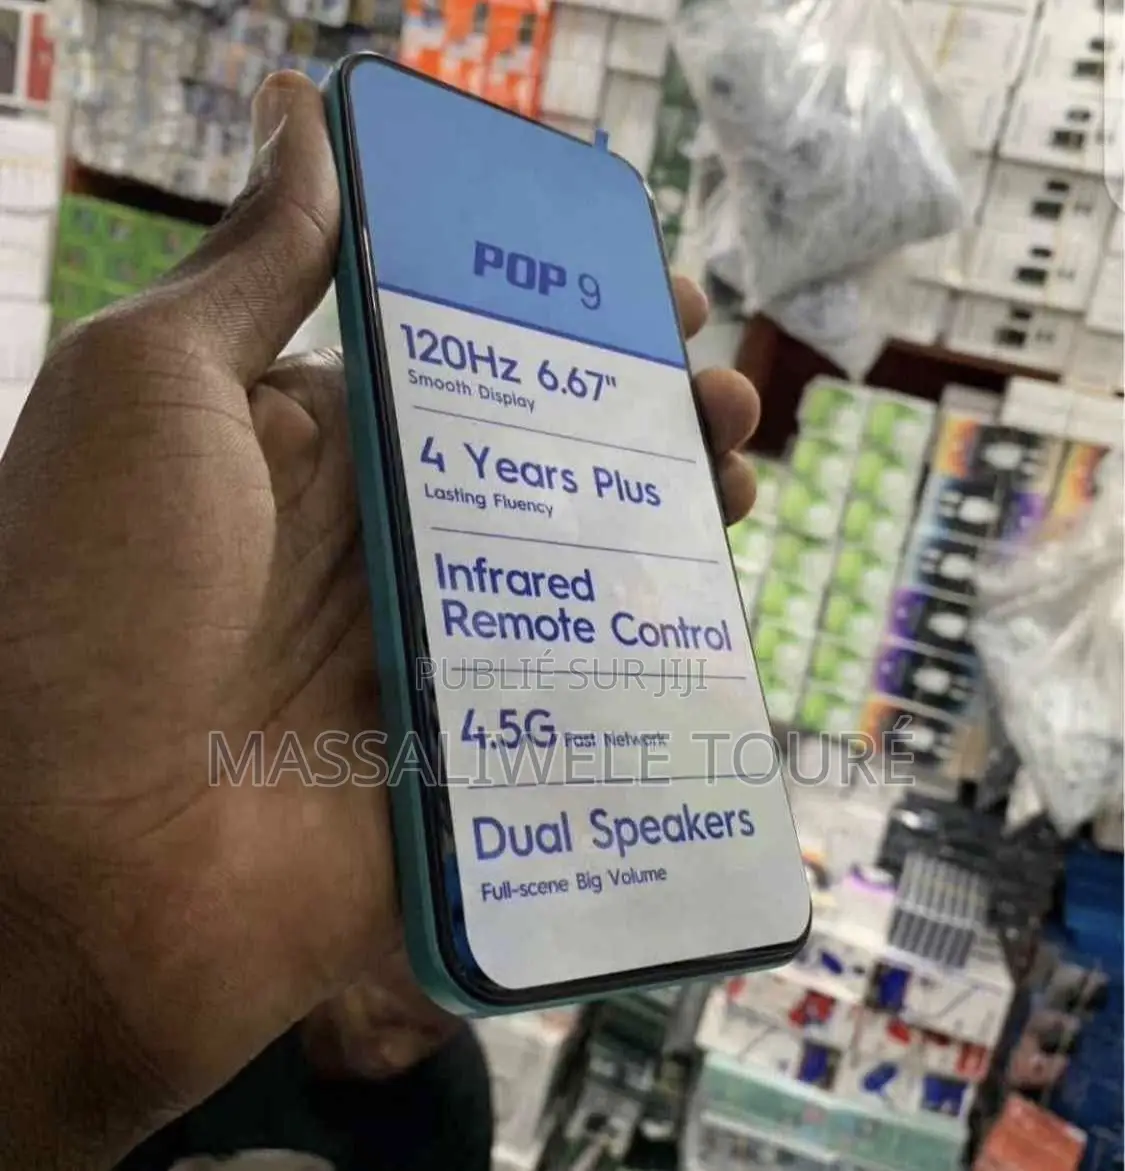 POP 9
120Hz 6.67"
Smooth Display
4 Years Plus
Lasting Fluency
Infrared
Remote Control
PUBLIÉ SUR JIJI
4.5G Fast Network
MASSALIWELE TOURÉ
Dual Speakers
Full-scene Big Volume